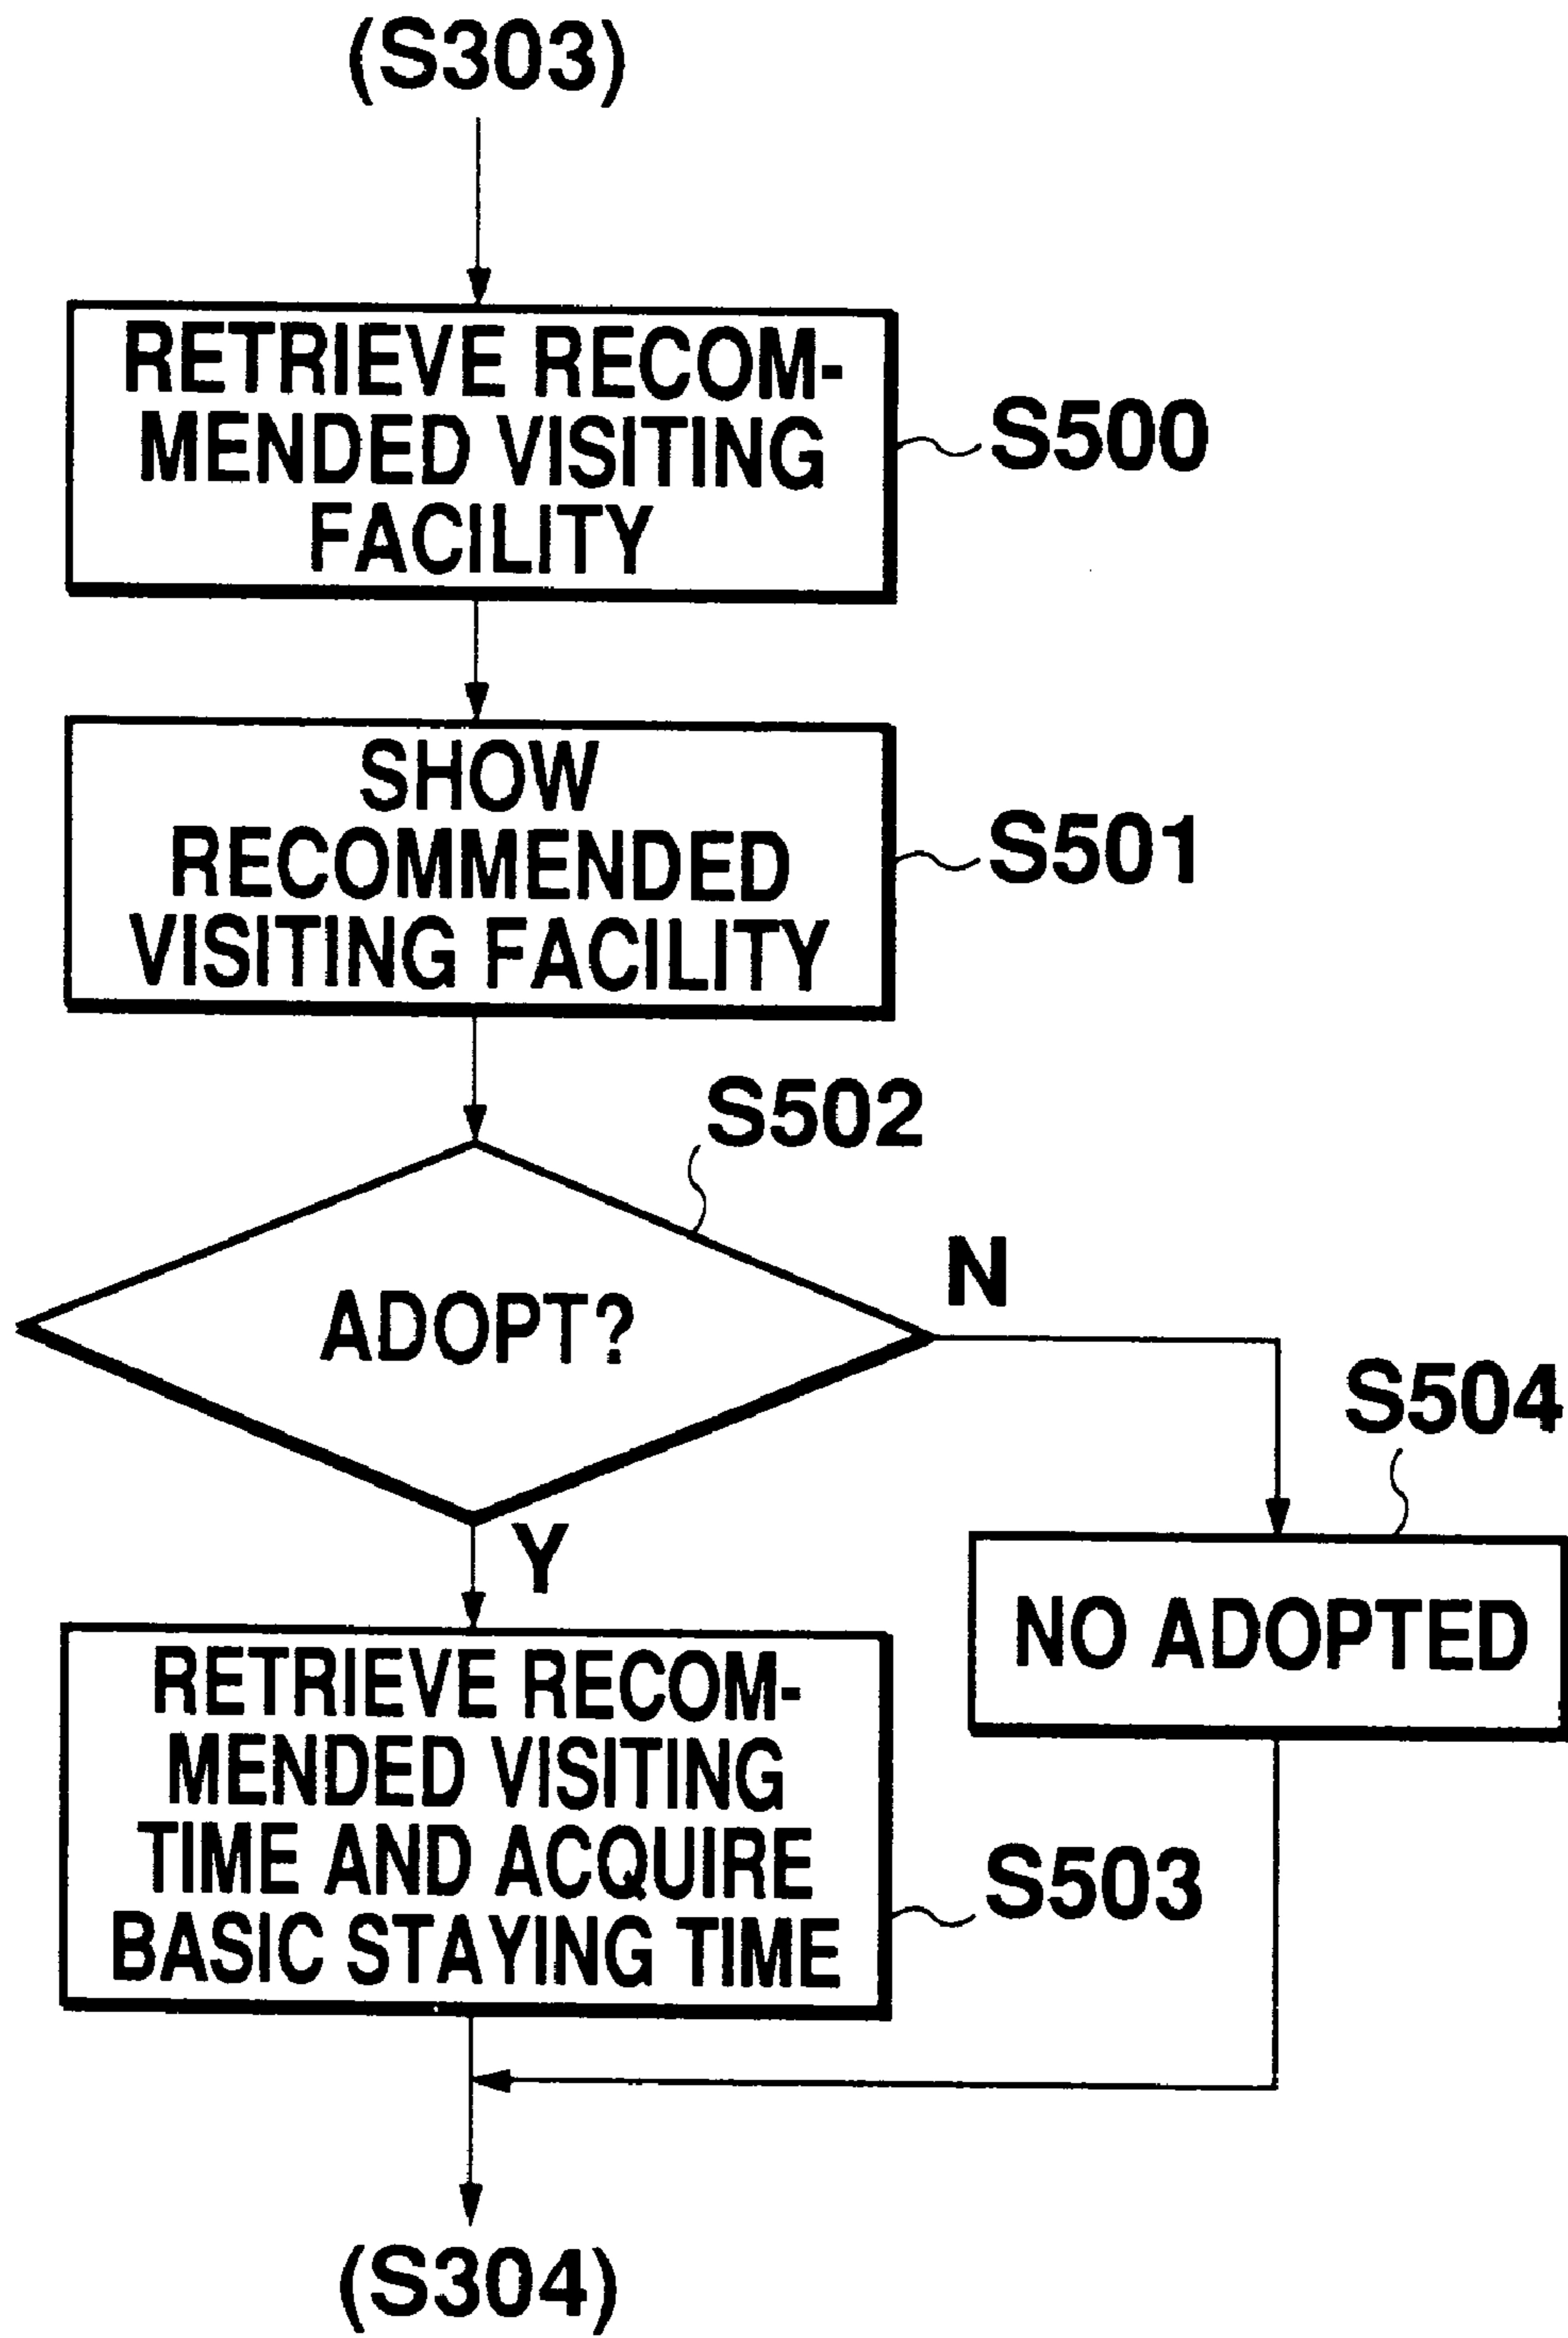 (S303)
RETRIEVE RECOM-
MENDED VISITING
FACILITY
S500
SHOW
RECOMMENDED
VISITING FACILITY
S501
S502
ADOPT?
N
Y
S504
NO ADOPTED
RETRIEVE RECOM-
MENDED VISITING
TIME AND ACQUIRE
BASIC STAYING TIME
S503
(S304)